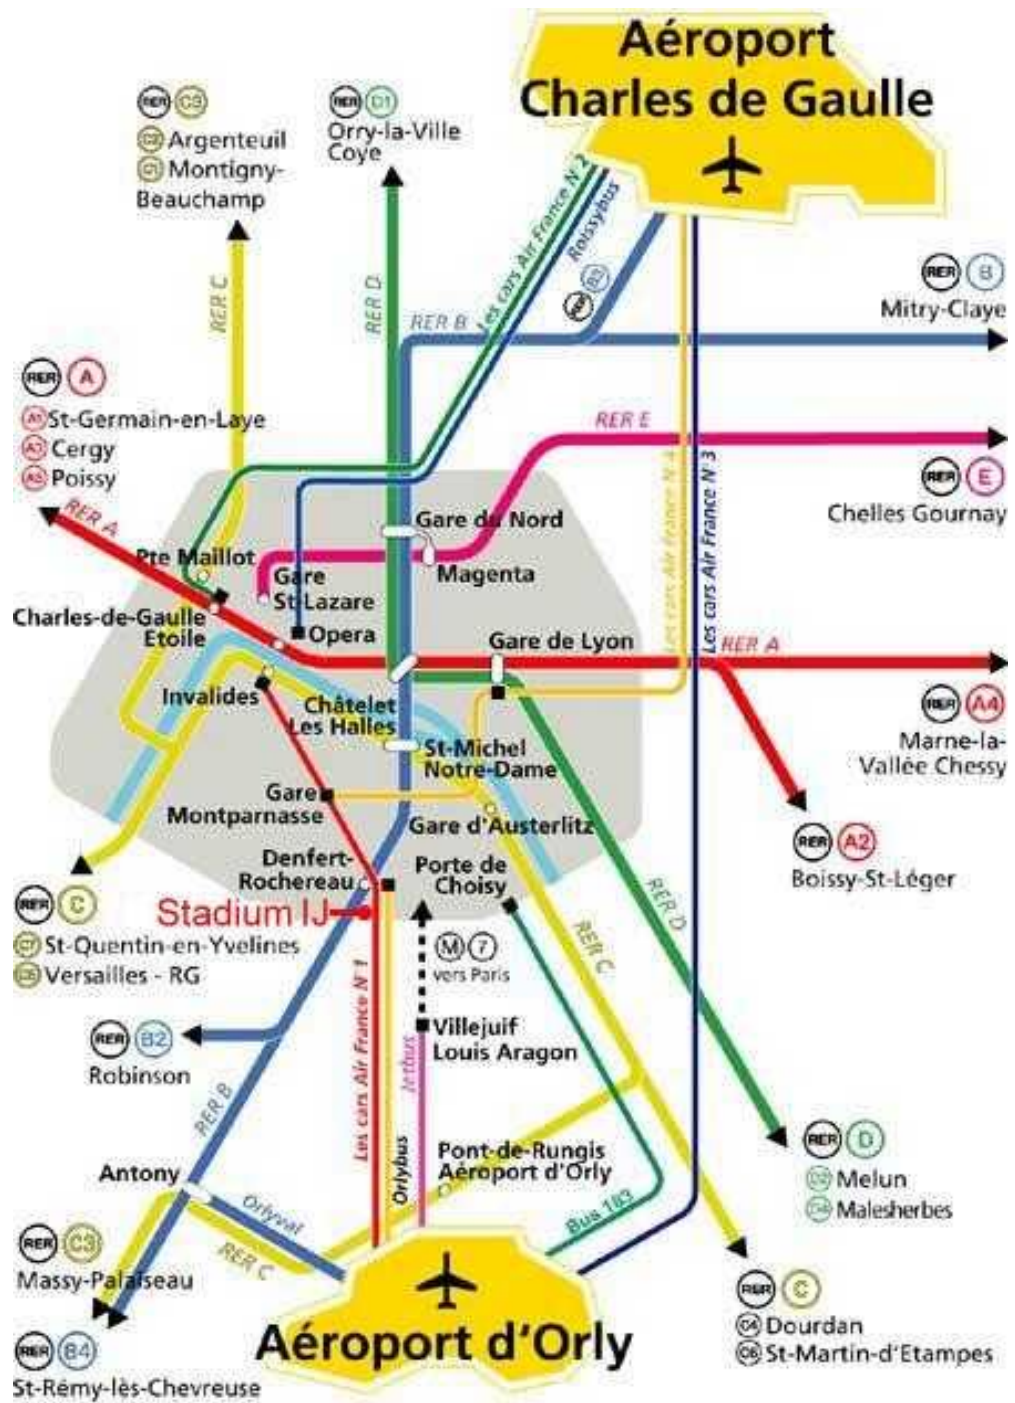 Aéroport
Charles de Gaulle
RER C3
Argenteuil
C1 Montigny-
Beauchamp
RER D1
Orry-la-Ville
Coye
RER C
RER D
RER B
Les cars Air France N°2
Roissybus
RER B3
RER B
Mitry-Claye
RER A
A1 St-Germain-en-Laye
A3 Cergy
A5 Poissy
RER A
RER E
RER E
Chelles Gournay
Les cars Air France N°4
Les cars Air France N°3
Gare du Nord
Magenta
Pte Maillot
Gare
St-Lazare
Charles-de-Gaulle
Etoile
Opera
Gare de Lyon
RER A
Invalides
Châtelet
Les Halles
RER A4
Marne-la-
Vallée Chessy
St-Michel
Notre-Dame
Gare
Montparnasse
Gare d'Austerlitz
RER A2
Boissy-St-Léger
Denfert-
Rochereau
Porte de
Choisy
Stadium IJ
RER C
C7 St-Quentin-en-Yvelines
Versailles - RG
M 7
vers Paris
RER C
RER D
Les cars Air France N°1
Villejuif
Louis Aragon
Jetbus
RER B2
Robinson
RER B
Orlybus
Pont-de-Rungis
Aéroport d'Orly
Antony
Orlyval
RER C
Bus 183
RER D
D2 Melun
D4 Malesherbes
RER C3
Massy-Palaiseau
RER B4
St-Rémy-lès-Chevreuse
Aéroport d'Orly
RER C
C4 Dourdan
C6 St-Martin-d'Etampes